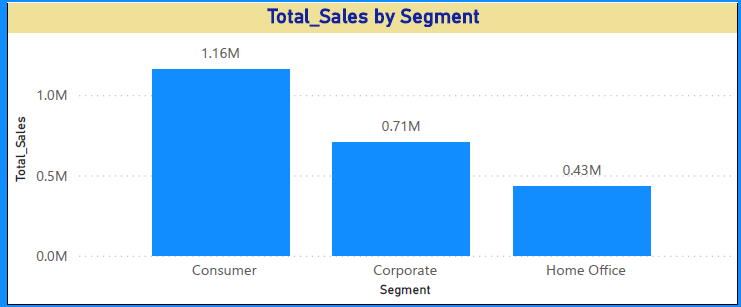 Total_Sales by Segment
1.16M
1.0M
0.71M
Total_Sales
0.5M
0.43M
0.0M
Consumer
Corporate
Home Office
Segment